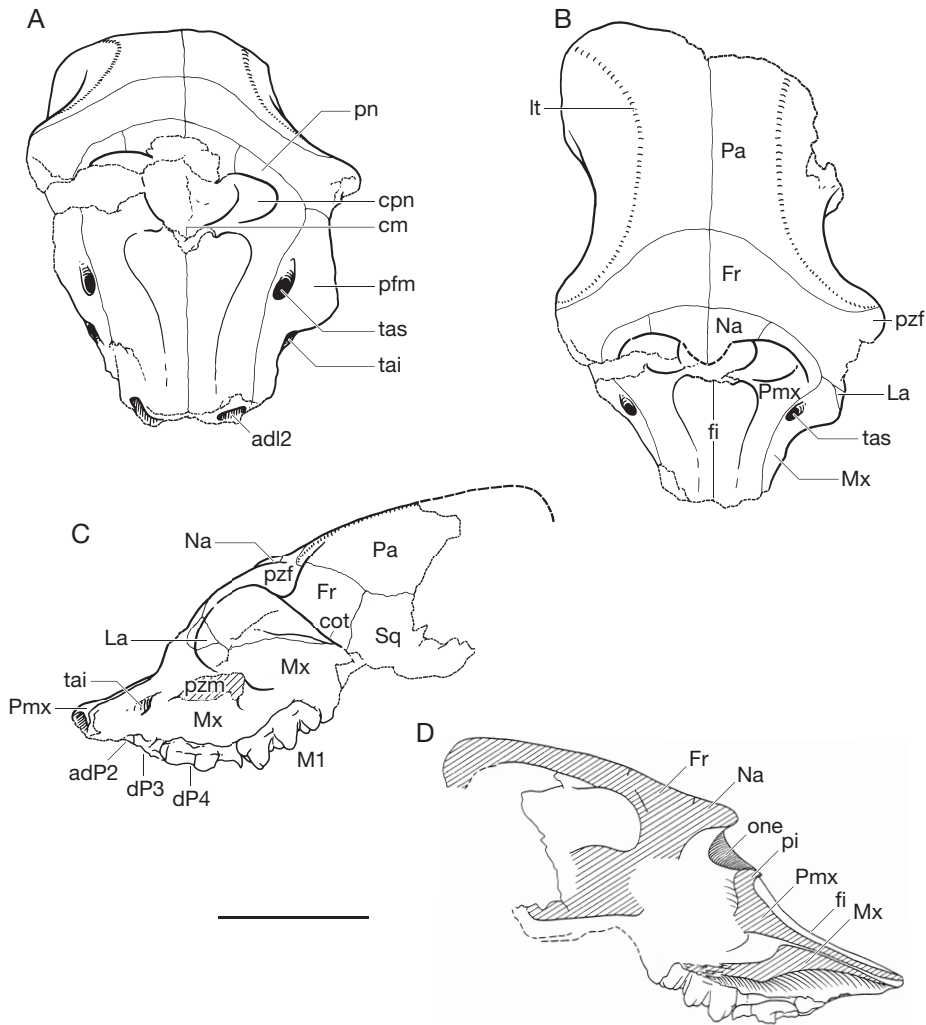 A
pn
cpn
cm
pfm
tas
tai
adI2
B
lt
Pa
Fr
Na
pzf
Pmx
La
fi
tas
Mx
C
Na
pzf
Pa
Fr
cot
La
Sq
tai
Mx
pzm
Pmx
Mx
adP2
M1
dP3
dP4
D
Fr
Na
one
pi
Pmx
fi
Mx